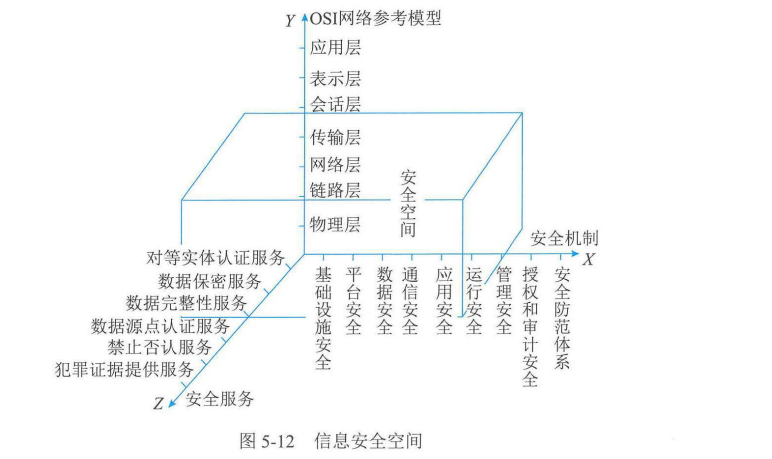 Y OSI网络参考模型
应用层
表示层
会话层
传输层
网络层
链路层
物理层
安全空间
安全机制
X
对等实体认证服务
数据保密服务
数据完整性服务
数据源点认证服务
禁止否认服务
犯罪证据提供服务
Z 安全服务
基础设施安全
平台安全
数据安全
通信安全
应用安全
运行安全
管理安全
授权和审计安全
安全防范体系
图 5-12 信息安全空间